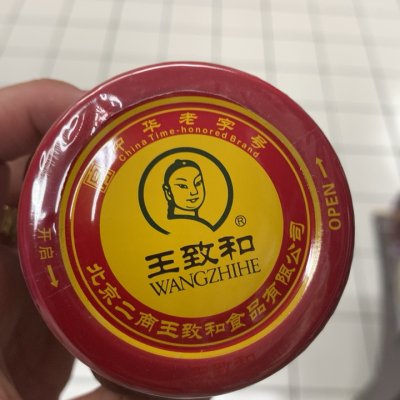 中华老字号
China Time-honored Brand
®
王致和
WANGZHIHE
北京二商王致和食品有限公司
开启
OPEN